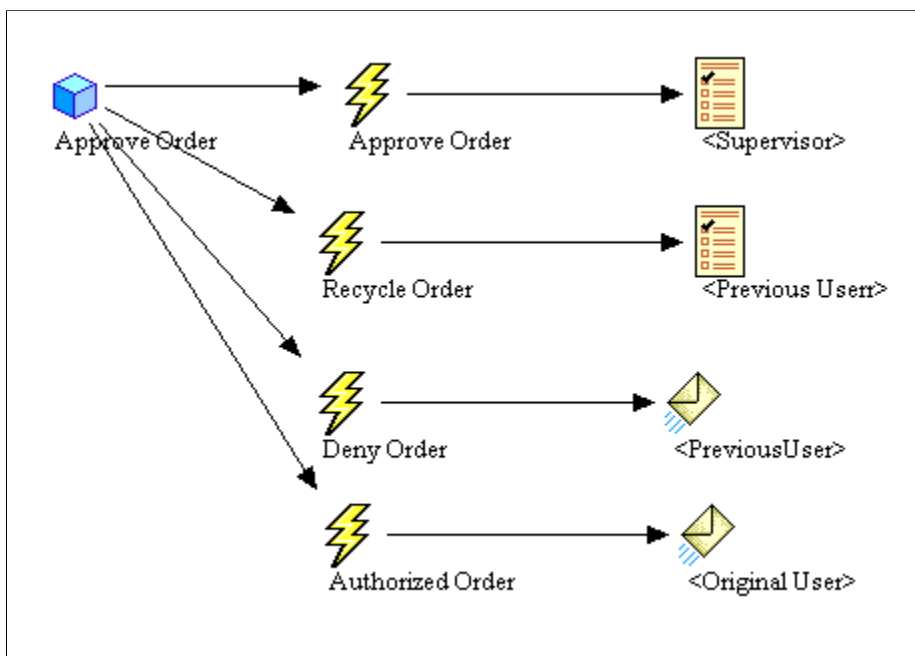 Approve Order
Approve Order
<Supervisor>
Recycle Order
<Previous Userr>
Deny Order
<PreviousUser>
Authorized Order
<Original User>